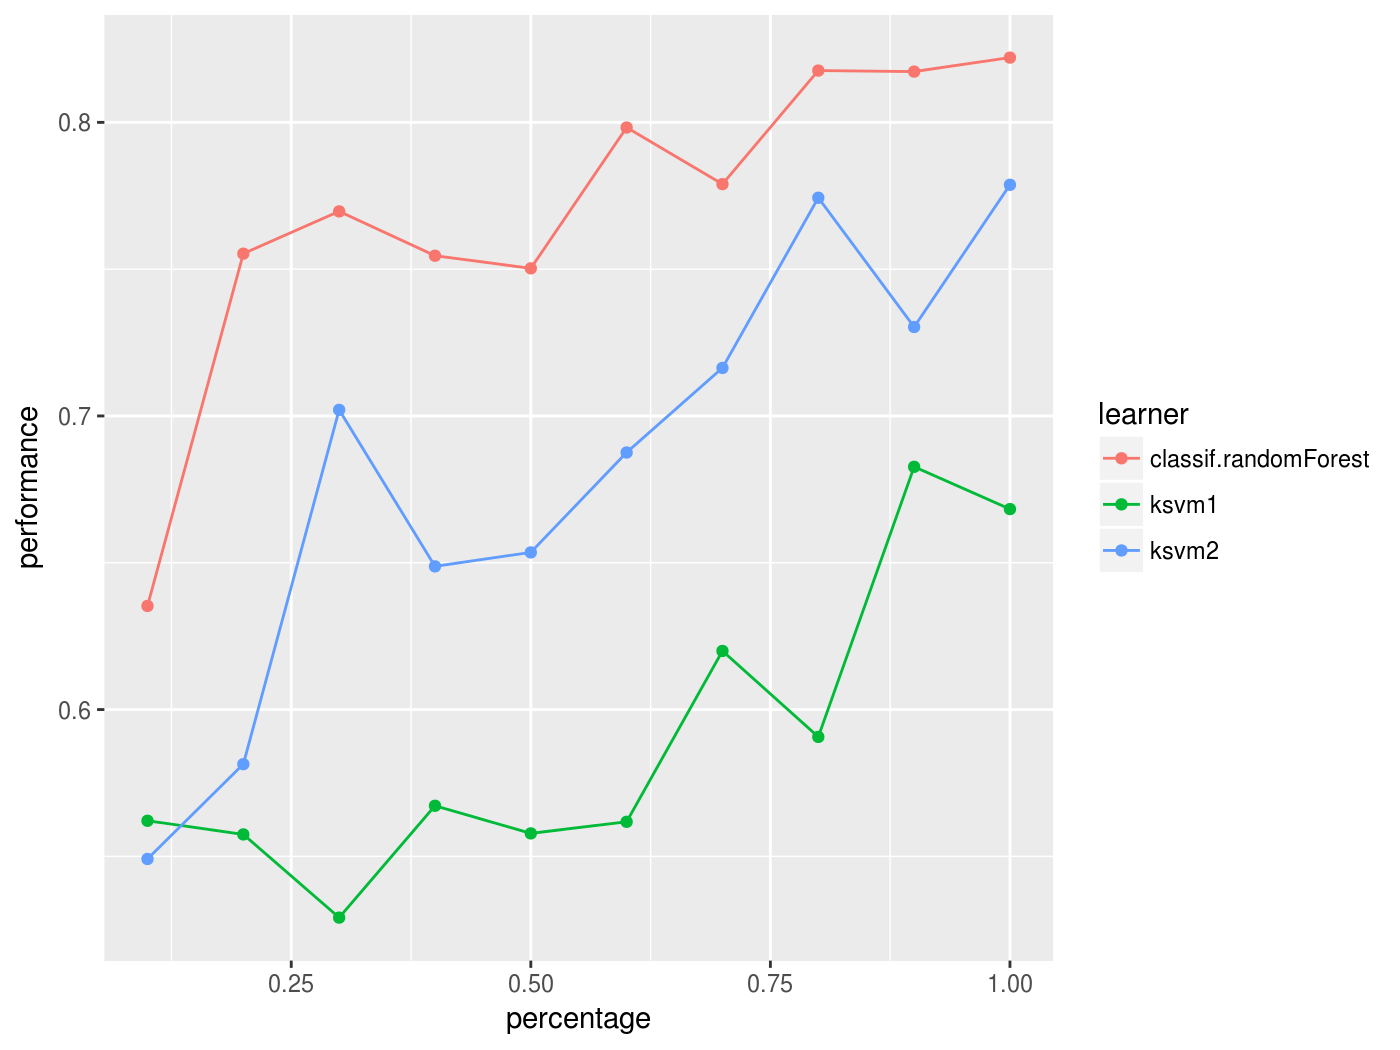 0.8
0.7
0.6
performance
0.25 0.50 0.75 1.00
percentage
learner
classif.randomForest
ksvm1
ksvm2